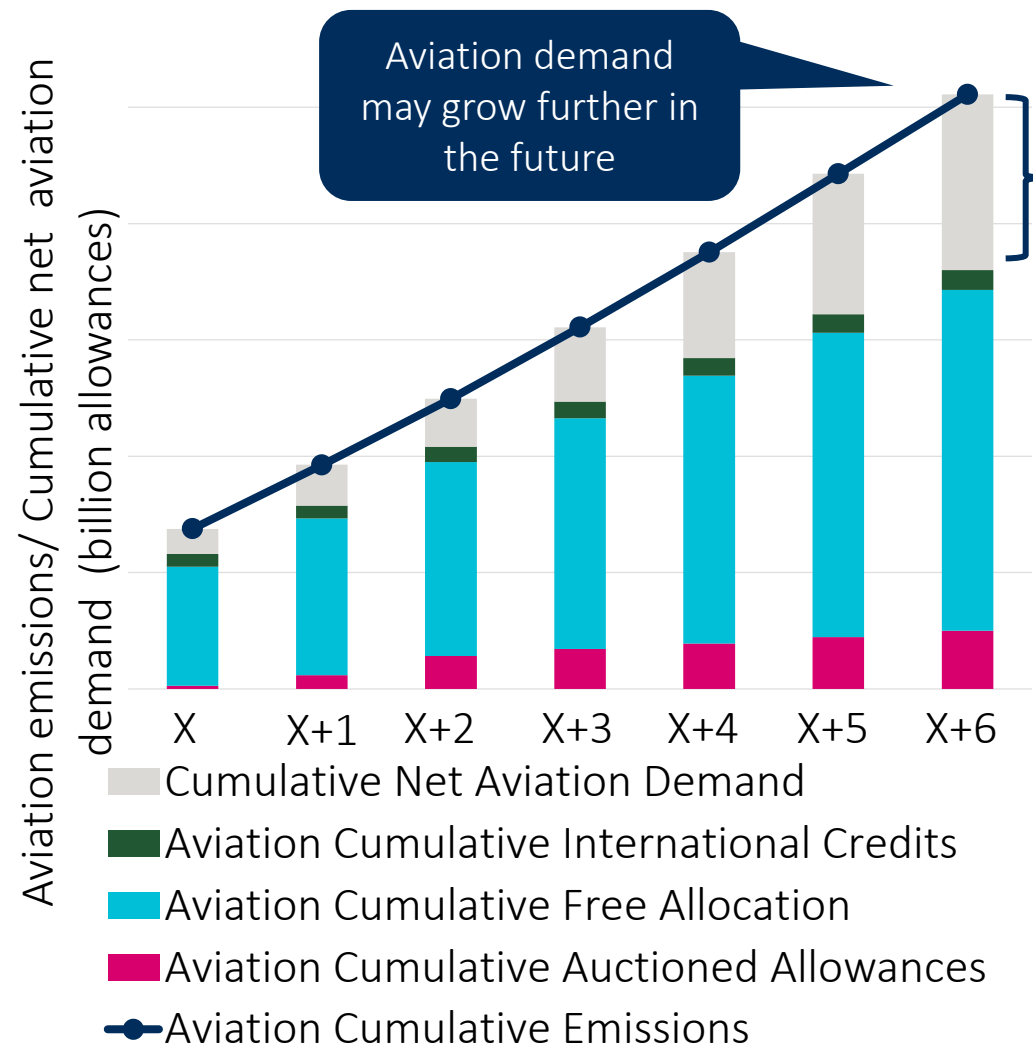 Aviation demand
may grow further in
the future
Aviation emissions/ Cumulative net aviation
demand (billion allowances)
X X+1 X+2 X+3 X+4 X+5 X+6
Cumulative Net Aviation Demand
Aviation Cumulative International Credits
Aviation Cumulative Free Allocation
Aviation Cumulative Auctioned Allowances
Aviation Cumulative Emissions